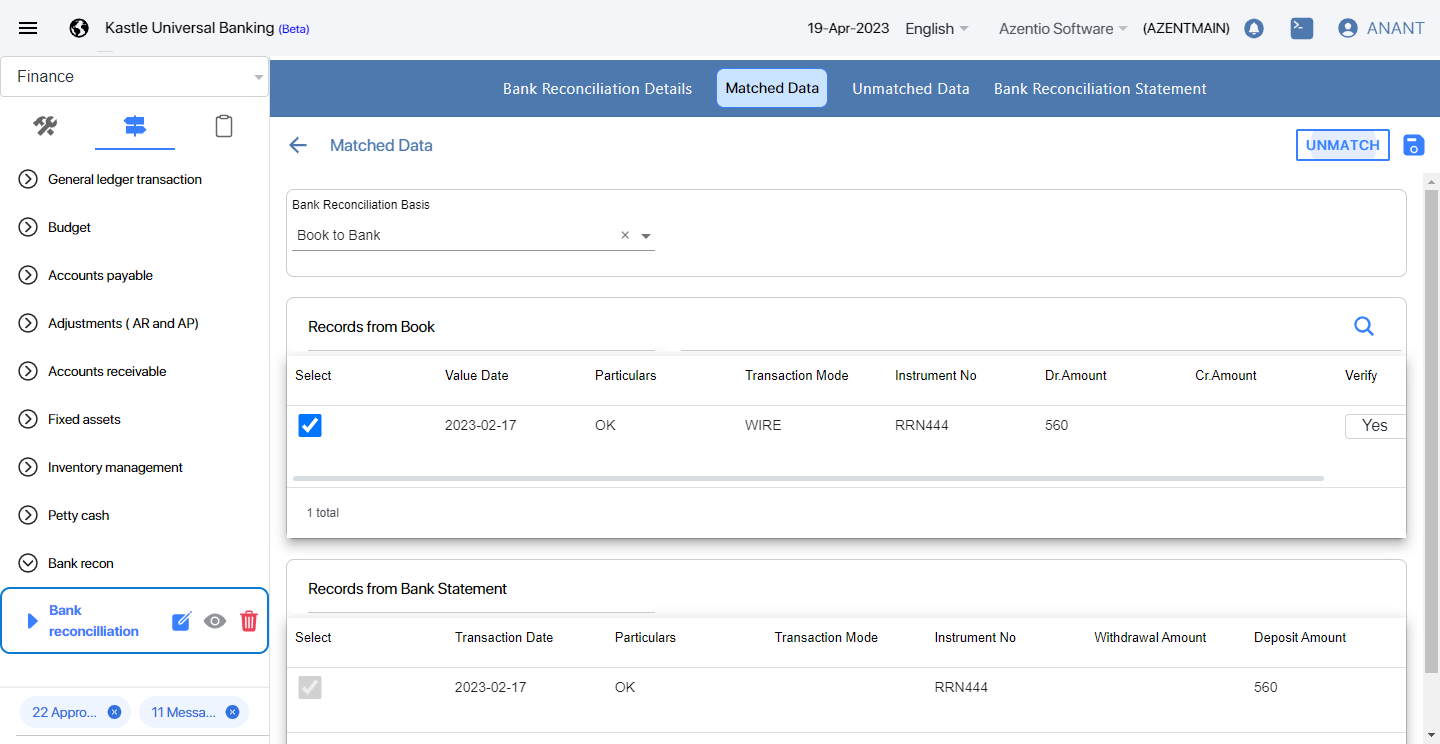 Kastle Universal Banking (Beta)
19-Apr-2023 English Azentio Software (AZENTMAIN) ANANT
Finance
General ledger transaction
Budget
Accounts payable
Adjustments ( AR and AP)
Accounts receivable
Fixed assets
Inventory management
Petty cash
Bank recon
Bank
reconcilliation
22 Appro... 11 Messa...
Bank Reconciliation Details Matched Data Unmatched Data Bank Reconciliation Statement
Matched Data UNMATCH
Bank Reconciliation Basis
Book to Bank
Records from Book
Select Value Date Particulars Transaction Mode Instrument No Dr.Amount Cr.Amount Verify
2023-02-17 OK WIRE RRN444 560 Yes
1 total
Records from Bank Statement
Select Transaction Date Particulars Transaction Mode Instrument No Withdrawal Amount Deposit Amount
2023-02-17 OK RRN444 560